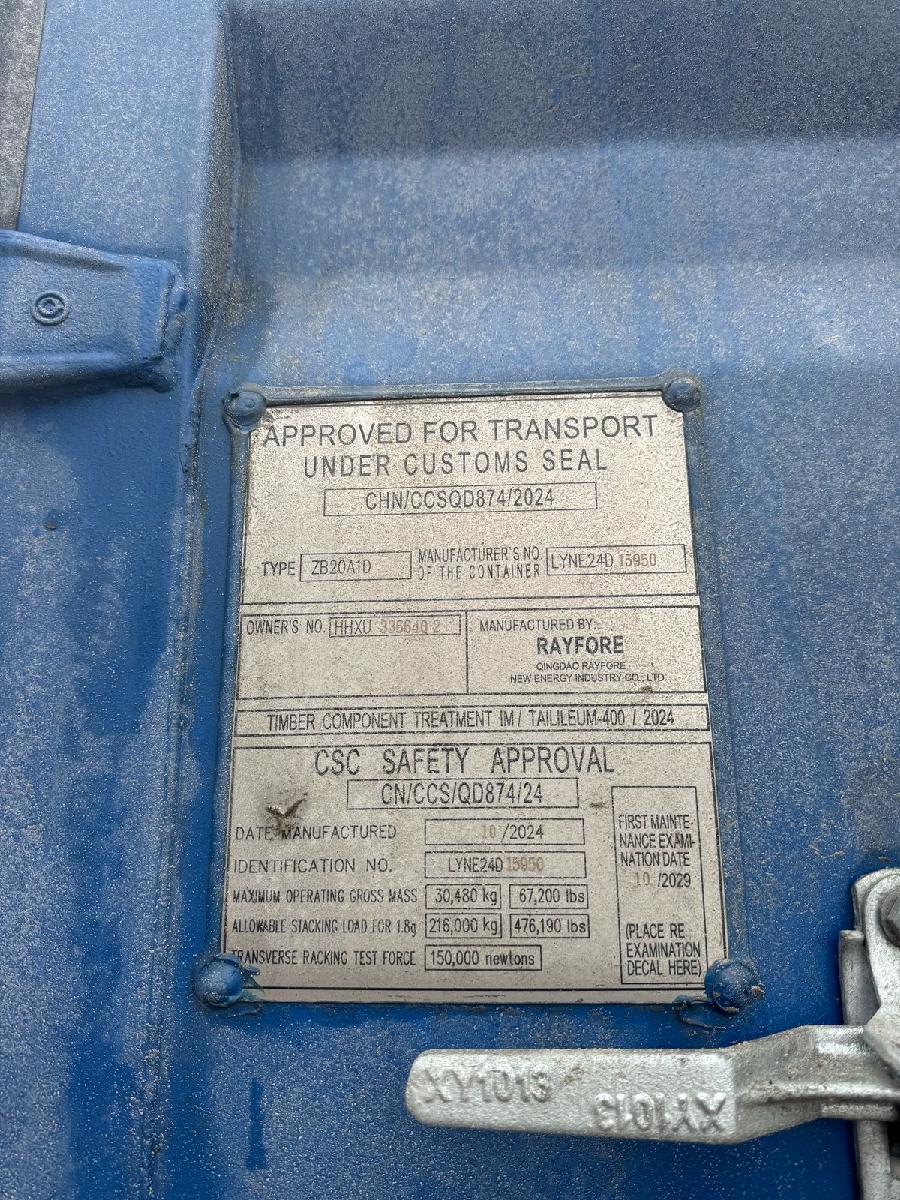 APPROVED FOR TRANSPORT
UNDER CUSTOMS SEAL
CHN/CCSQD874/2024
TYPE ZB20A1D MANUFACTURER'S NO. OF THE CONTAINER LYNE24D 15950
OWNER'S NO. HHXU
MANUFACTURED BY:
RAYFORE
QINGDAO RAYFORE
NEW ENERGY INDUSTRY CO., LTD
TIMBER COMPONENT TREATMENT IM / TAILILEUM-400 / 2024
CSC SAFETY APPROVAL
CN/CCS/QD874/24
DATE MANUFACTURED 10 /2024
IDENTIFICATION NO. LYNE24D 15950
MAXIMUM OPERATING GROSS MASS 30,480 kg 67,200 lbs
ALLOWABLE STACKING LOAD FOR 1.8g 216,000 kg 476,190 lbs
TRANSVERSE RACKING TEST FORCE 150,000 newtons
FIRST MAINTE-
NANCE EXAMI-
NATION DATE
10 /2029
(PLACE RE
EXAMINATION
DECAL HERE)
XY1013
XY1013